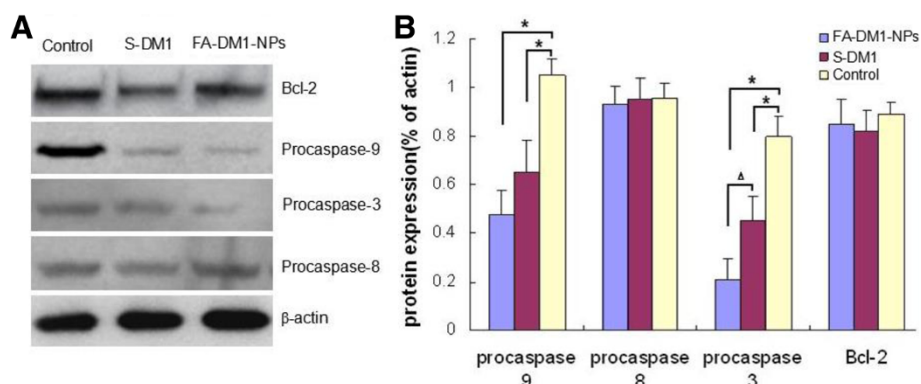 A
Control S-DM1 FA-DM1-NPs
Bcl-2
Procaspase-9
Procaspase-3
Procaspase-8
β-actin
B
protein expression(% of actin)
1.2
1
0.8
0.6
0.4
0.2
0
* *
Δ * *
FA-DM1-NPs
S-DM1
Control
procaspase procaspase procaspase Bcl-2
9 8 3